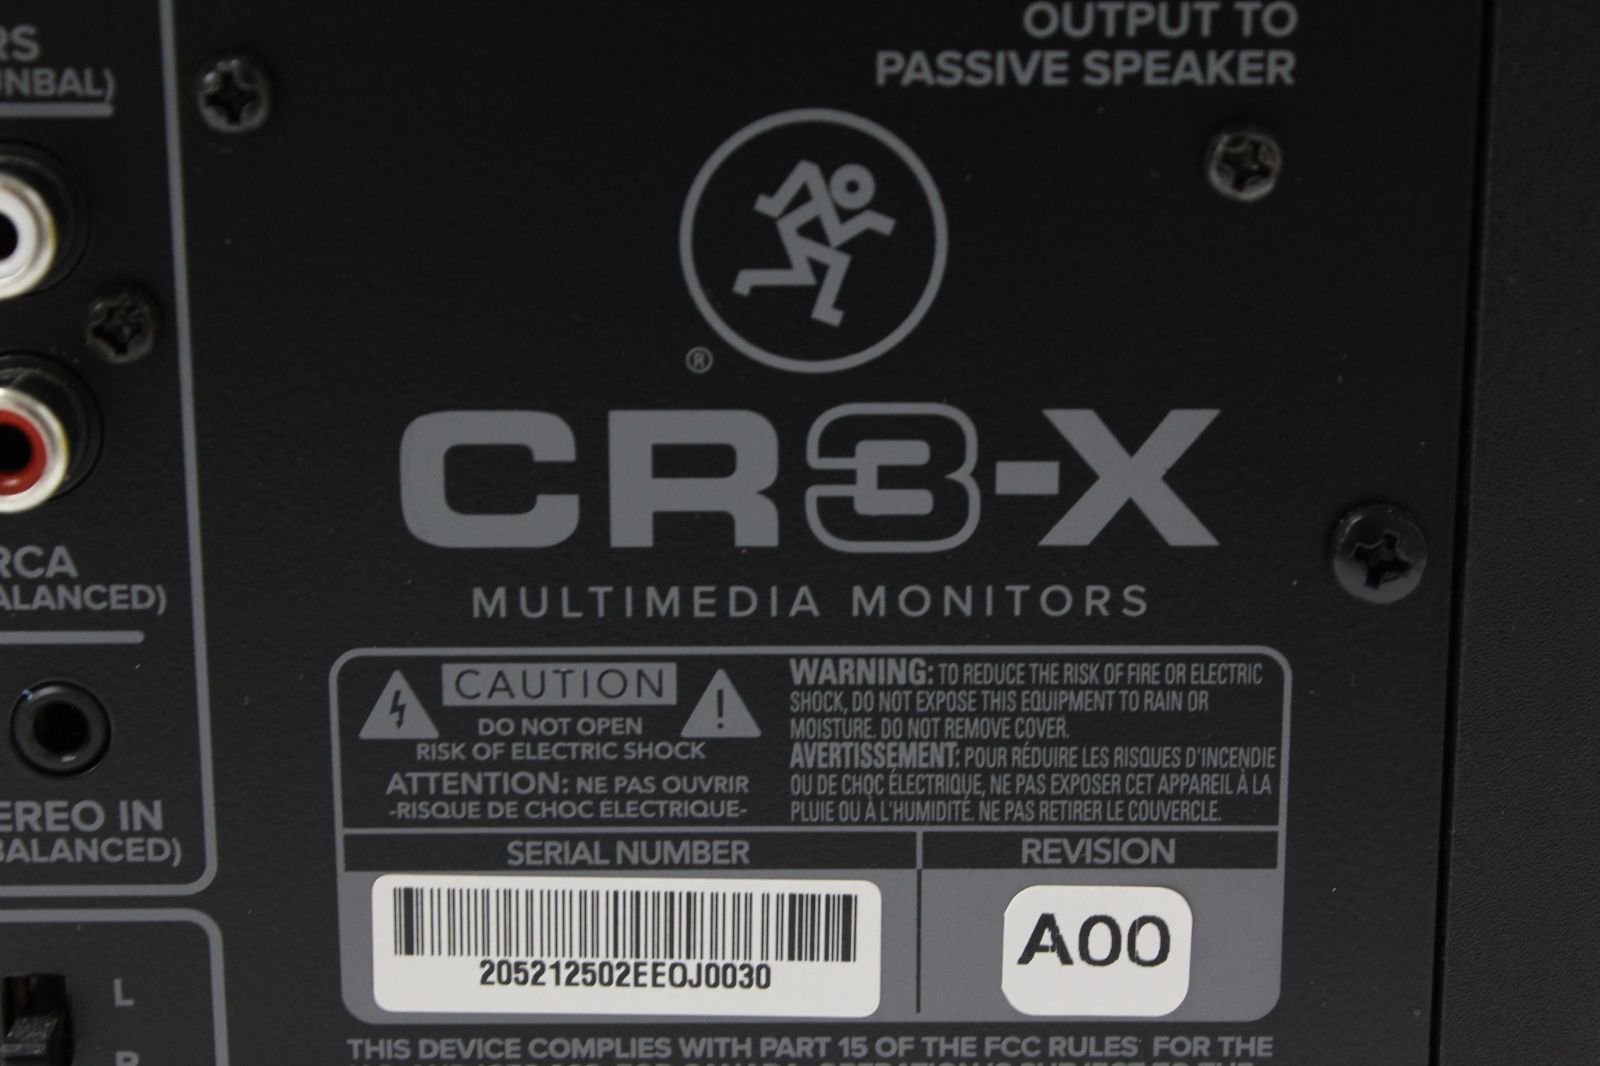 OUTPUT TO
PASSIVE SPEAKER
RS
UNBAL)
RCA
ALANCED)
EREO IN
BALANCED)
L
R
®
CR3-X
MULTIMEDIA MONITORS
CAUTION
DO NOT OPEN
RISK OF ELECTRIC SHOCK
ATTENTION: NE PAS OUVRIR
-RISQUE DE CHOC ÉLECTRIQUE-
WARNING: TO REDUCE THE RISK OF FIRE OR ELECTRIC
SHOCK, DO NOT EXPOSE THIS EQUIPMENT TO RAIN OR
MOISTURE. DO NOT REMOVE COVER.
AVERTISSEMENT: POUR RÉDUIRE LES RISQUES D'INCENDIE
OU DE CHOC ÉLECTRIQUE, NE PAS EXPOSER CET APPAREIL À LA
PLUIE OU À L'HUMIDITÉ. NE PAS RETIRER LE COUVERCLE.
SERIAL NUMBER
205212502EEOJ0030
REVISION
A00
THIS DEVICE COMPLIES WITH PART 15 OF THE FCC RULES FOR THE